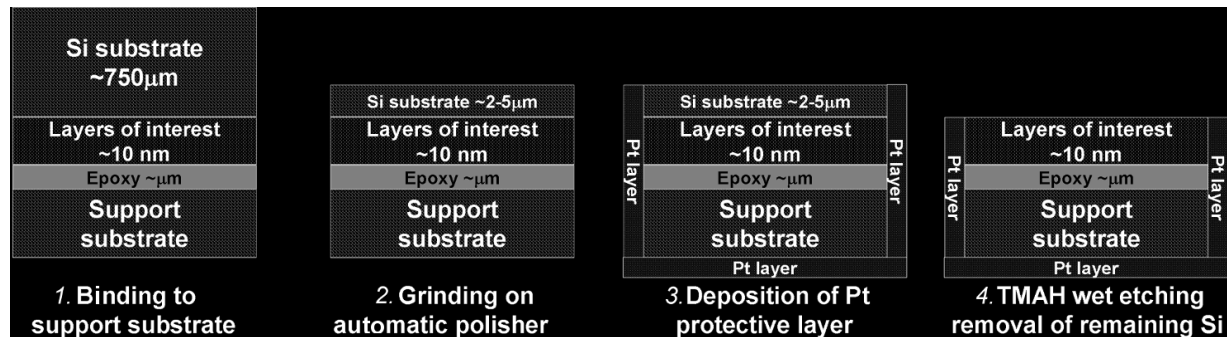 Si substrate
~750µm
Layers of interest
~10 nm
Epoxy ~µm
Support
substrate
1. Binding to
support substrate
Si substrate ~2-5µm
Layers of interest
~10 nm
Epoxy ~µm
Support
substrate
2. Grinding on
automatic polisher
Pt layer
Si substrate ~2-5µm
Layers of interest
~10 nm
Epoxy ~µm
Support
substrate
Pt layer
Pt layer
3. Deposition of Pt
protective layer
Pt layer
Layers of interest
~10 nm
Epoxy ~µm
Support
substrate
Pt layer
Pt layer
4. TMAH wet etching
removal of remaining Si